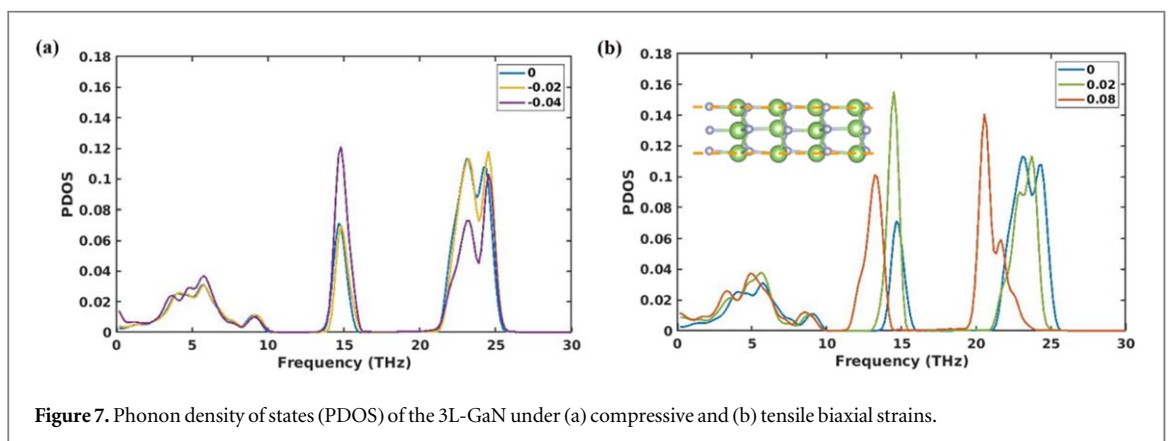 (a)
0.18
0.16
0.14
0.12
0.1
0.08
0.06
0.04
0.02
0
PDOS
0
-0.02
-0.04
0 5 10 15 20 25 30
Frequency (THz)
(b)
0.18
0.16
0.14
0.12
0.1
0.08
0.06
0.04
0.02
0
PDOS
0
0.02
0.08
0 5 10 15 20 25 30
Frequency (THz)
Figure 7. Phonon density of states (PDOS) of the 3L-GaN under (a) compressive and (b) tensile biaxial strains.